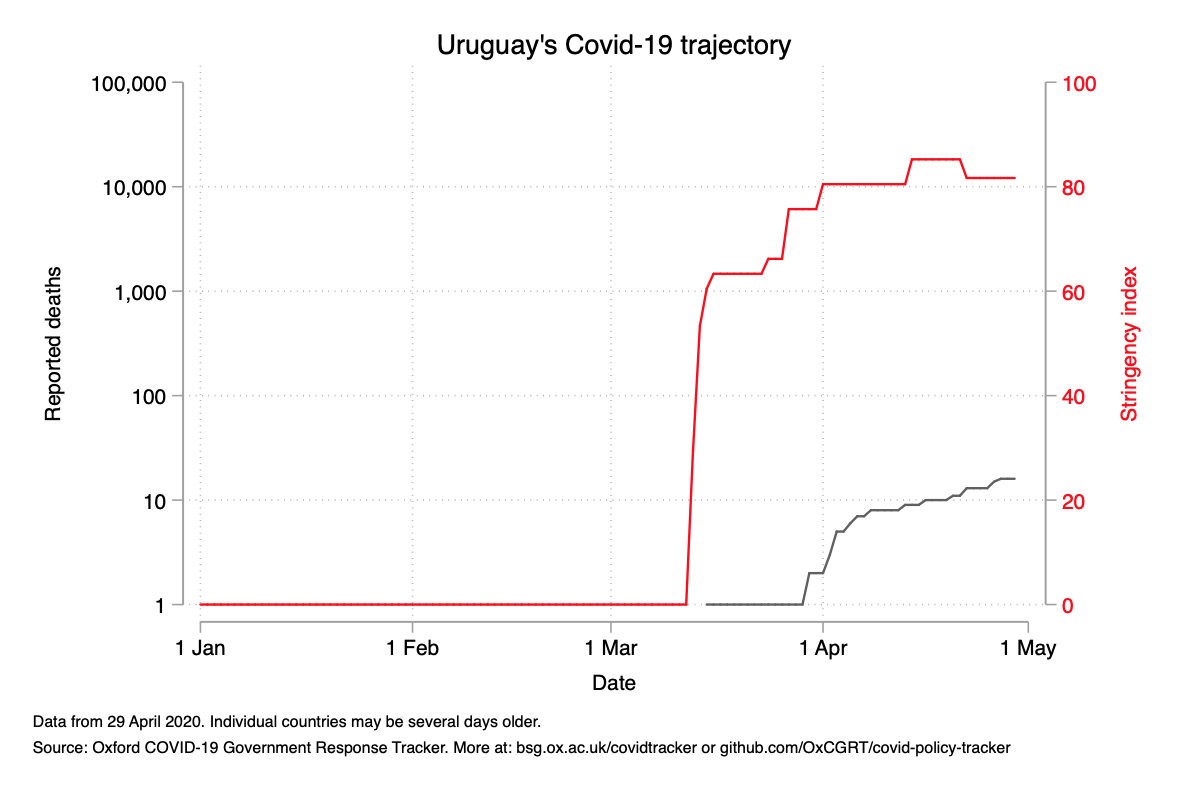 Uruguay's Covid-19 trajectory
100,000
10,000
1,000
100
10
1
Reported deaths
100
80
60
40
20
0
Stringency index
1 Jan
1 Feb
1 Mar
1 Apr
1 May
Date
Data from 29 April 2020. Individual countries may be several days older.
Source: Oxford COVID-19 Government Response Tracker. More at: bsg.ox.ac.uk/covidtracker or github.com/OxCGRT/covid-policy-tracker